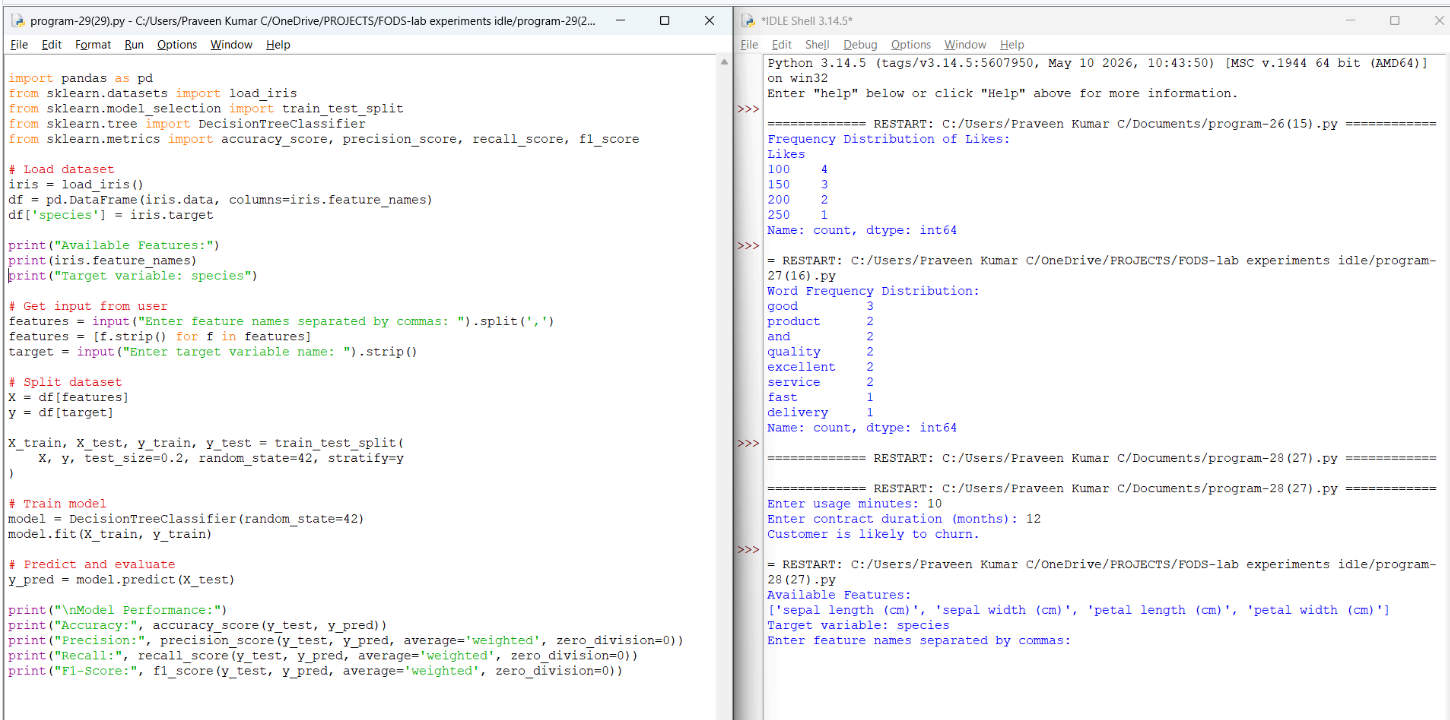 program-29(29).py - C:/Users/Praveen Kumar C/OneDrive/PROJECTS/FODS-lab experiments idle/program-29(2...
File Edit Format Run Options Window Help
import pandas as pd
from sklearn.datasets import load_iris
from sklearn.model_selection import train_test_split
from sklearn.tree import DecisionTreeClassifier
from sklearn.metrics import accuracy_score, precision_score, recall_score, f1_score
# Load dataset
iris = load_iris()
df = pd.DataFrame(iris.data, columns=iris.feature_names)
df['species'] = iris.target
print("Available Features:")
print(iris.feature_names)
print("Target variable: species")
# Get input from user
features = input("Enter feature names separated by commas: ").split(',')
features = [f.strip() for f in features]
target = input("Enter target variable name: ").strip()
# Split dataset
X = df[features]
y = df[target]
X_train, X_test, y_train, y_test = train_test_split(
    X, y, test_size=0.2, random_state=42, stratify=y
)
# Train model
model = DecisionTreeClassifier(random_state=42)
model.fit(X_train, y_train)
# Predict and evaluate
y_pred = model.predict(X_test)
print("\nModel Performance:")
print("Accuracy:", accuracy_score(y_test, y_pred))
print("Precision:", precision_score(y_test, y_pred, average='weighted', zero_division=0))
print("Recall:", recall_score(y_test, y_pred, average='weighted', zero_division=0))
print("F1-Score:", f1_score(y_test, y_pred, average='weighted', zero_division=0))
*IDLE Shell 3.14.5*
File Edit Shell Debug Options Window Help
Python 3.14.5 (tags/v3.14.5:5607950, May 10 2026, 10:43:50) [MSC v.1944 64 bit (AMD64)]
on win32
Enter "help" below or click "Help" above for more information.
>>>
============= RESTART: C:/Users/Praveen Kumar C/Documents/program-26(15).py ============
Frequency Distribution of Likes:
Likes
100    4
150    3
200    2
250    1
Name: count, dtype: int64
>>>
= RESTART: C:/Users/Praveen Kumar C/OneDrive/PROJECTS/FODS-lab experiments idle/program-
27(16).py
Word Frequency Distribution:
good         3
product      2
and          2
quality      2
excellent    2
service      2
fast         1
delivery     1
Name: count, dtype: int64
>>>
============= RESTART: C:/Users/Praveen Kumar C/Documents/program-28(27).py ============
============= RESTART: C:/Users/Praveen Kumar C/Documents/program-28(27).py ============
Enter usage minutes: 10
Enter contract duration (months): 12
Customer is likely to churn.
>>>
= RESTART: C:/Users/Praveen Kumar C/OneDrive/PROJECTS/FODS-lab experiments idle/program-
28(27).py
Available Features:
['sepal length (cm)', 'sepal width (cm)', 'petal length (cm)', 'petal width (cm)']
Target variable: species
Enter feature names separated by commas: